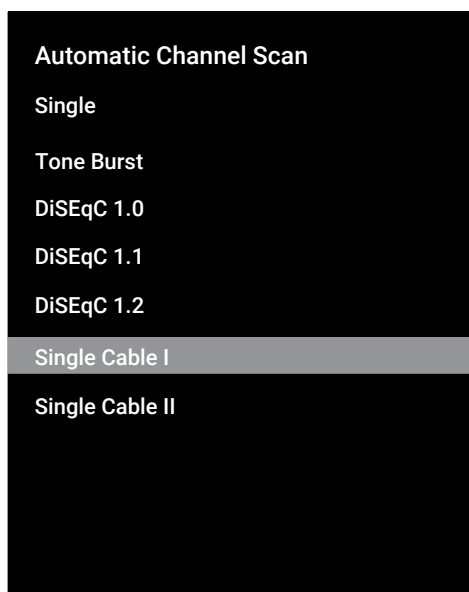 Automatic Channel Scan
Single
Tone Burst
DiSEqC 1.0
DiSEqC 1.1
DiSEqC 1.2
Single Cable I
Single Cable II